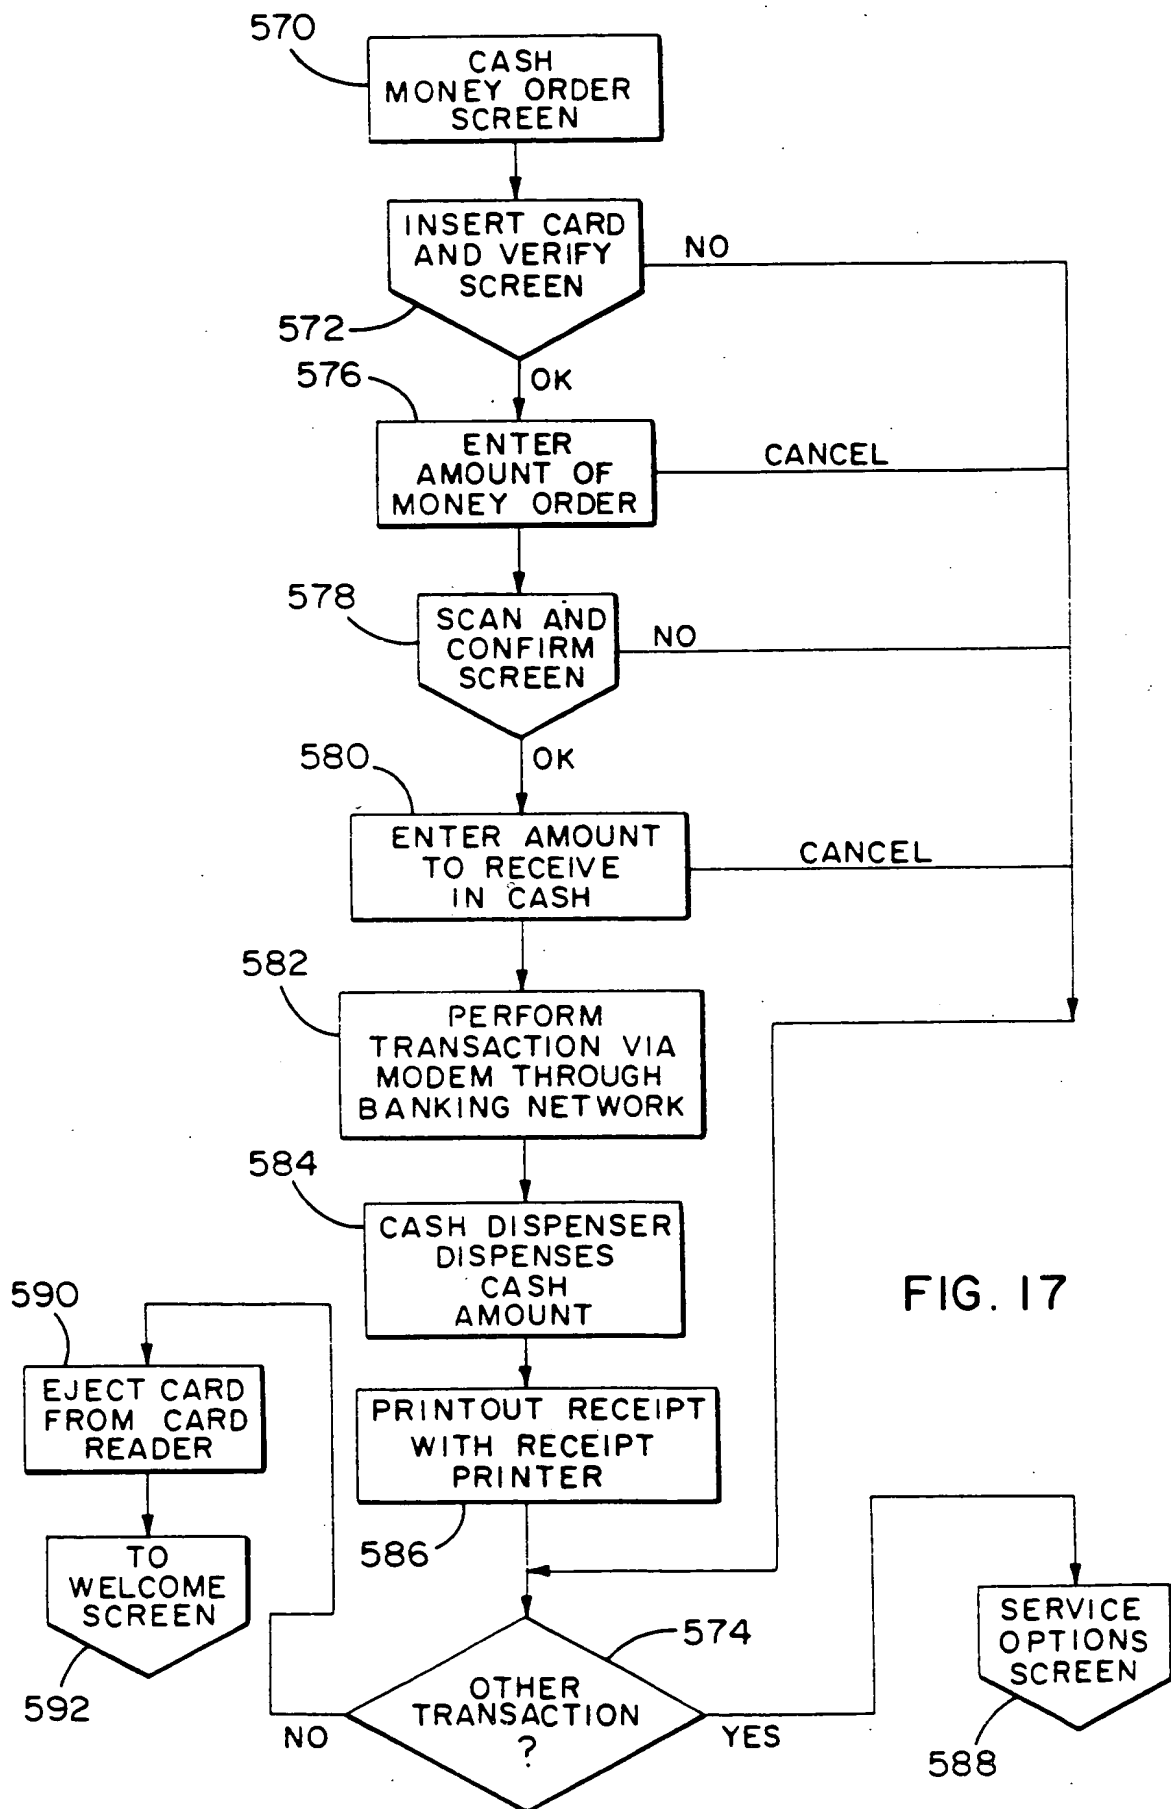 570
CASH
MONEY ORDER
SCREEN
INSERT CARD
AND VERIFY
SCREEN
NO
572
OK
576
ENTER
AMOUNT OF
MONEY ORDER
CANCEL
578
SCAN AND
CONFIRM
SCREEN
NO
OK
580
ENTER AMOUNT
TO RECEIVE
IN CASH
CANCEL
582
PERFORM
TRANSACTION VIA
MODEM THROUGH
BANKING NETWORK
584
CASH DISPENSER
DISPENSES
CASH
AMOUNT
FIG. 17
590
EJECT CARD
FROM CARD
READER
PRINTOUT RECEIPT
WITH RECEIPT
PRINTER
586
TO
WELCOME
SCREEN
592
574
OTHER
TRANSACTION
?
NO
YES
SERVICE
OPTIONS
SCREEN
588